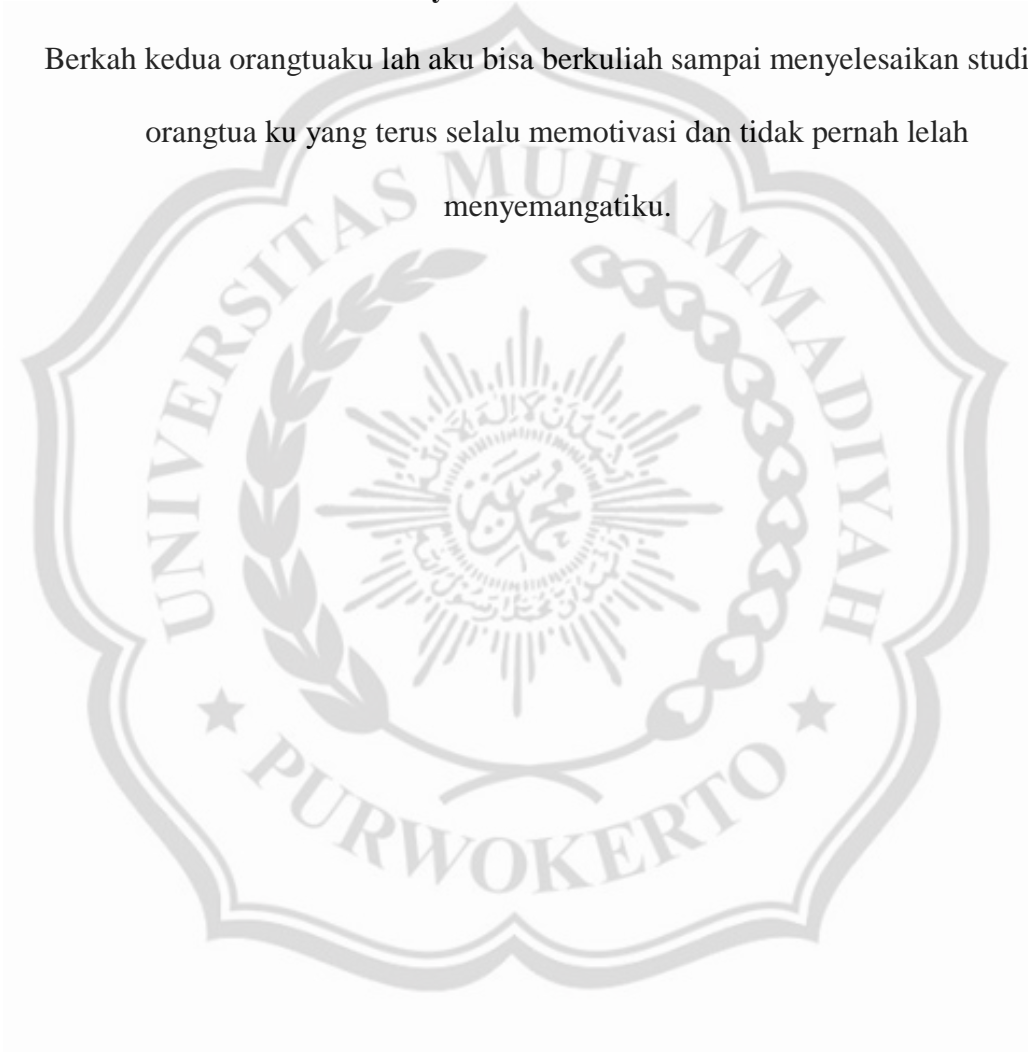 Berkah kedua orangtuaku lah aku bisa berkuliah sampai menyelesaikan studi
orangtua ku yang terus selalu memotivasi dan tidak pernah lelah
menyemangatiku.
UNIVERSITAS MUHAMMADIYAH
PURWOKERTO